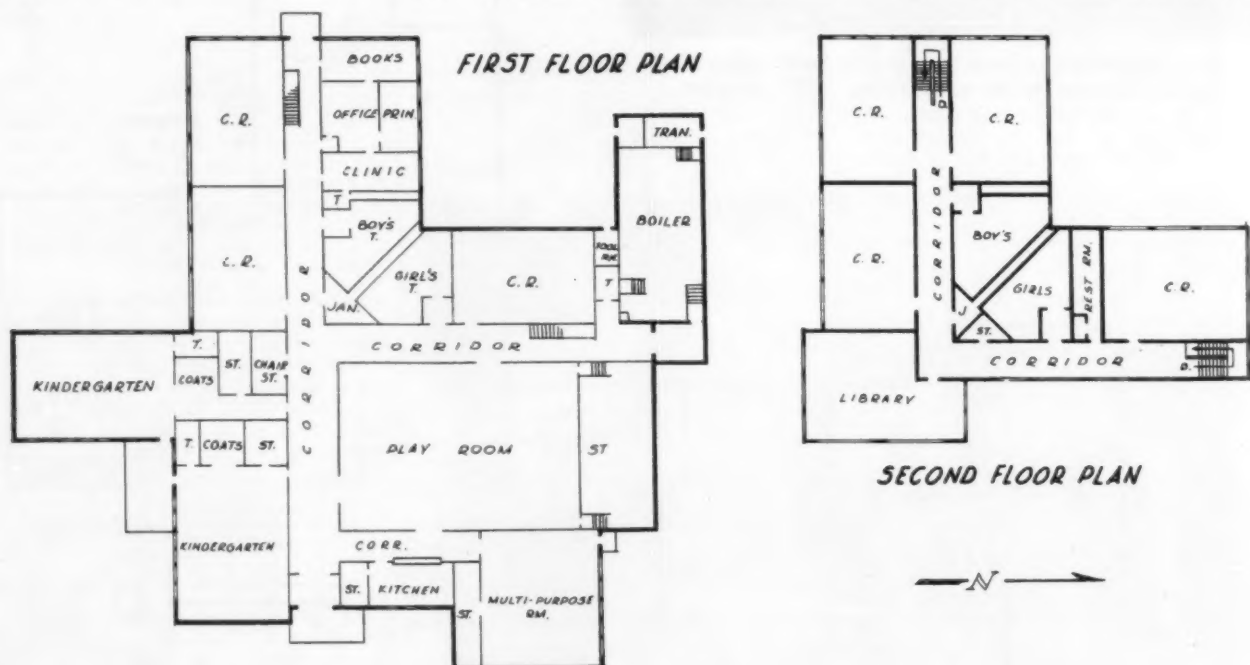 FIRST FLOOR PLAN
BOOKS
C. R.
OFFICE PRIN.
CLINIC
T
BOY'S
T.
C. R.
GIRL'S
T.
JAN.
C. R.
TOOL
RM.
T
TRAN.
BOILER
CORRIDOR
CORRIDOR
KINDERGARTEN
T.
COATS
ST.
CHAIR
ST.
T.
COATS
ST.
PLAY ROOM
ST
KINDERGARTEN
CORR.
ST.
KITCHEN
ST.
MULTI-PURPOSE
RM.
C. R.
D.
C. R.
CORRIDOR
C. R.
BOY'S
GIRLS
J
ST.
REST RM.
C. R.
CORRIDOR
D.
LIBRARY
SECOND FLOOR PLAN
N